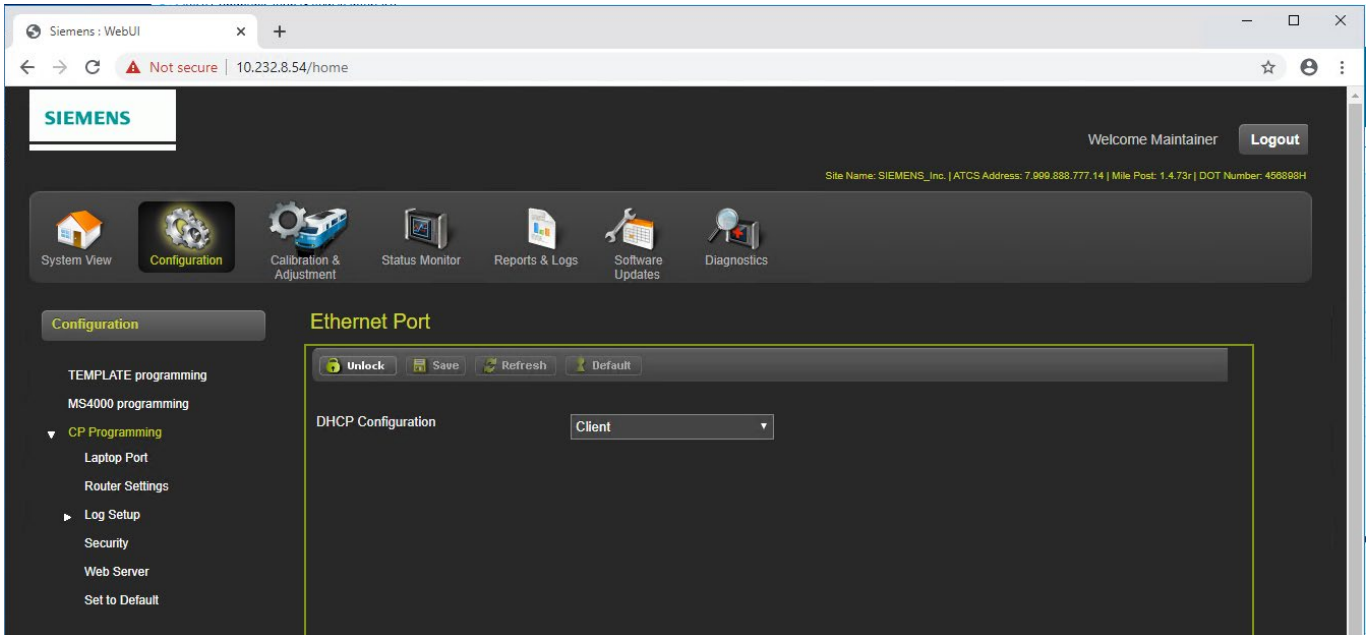 Siemens : WebUI
Not secure | 10.232.8.54/home
SIEMENS
Welcome Maintainer Logout
Site Name: SIEMENS_Inc. | ATCS Address: 7.999.888.777.14 | Mile Post: 1.4.73r | DOT Number: 456898H
System View Configuration Calibration & Adjustment Status Monitor Reports & Logs Software Updates Diagnostics
Configuration
Ethernet Port
Unlock Save Refresh Default
TEMPLATE programming
MS4000 programming
DHCP Configuration Client
CP Programming
Laptop Port
Router Settings
Log Setup
Security
Web Server
Set to Default